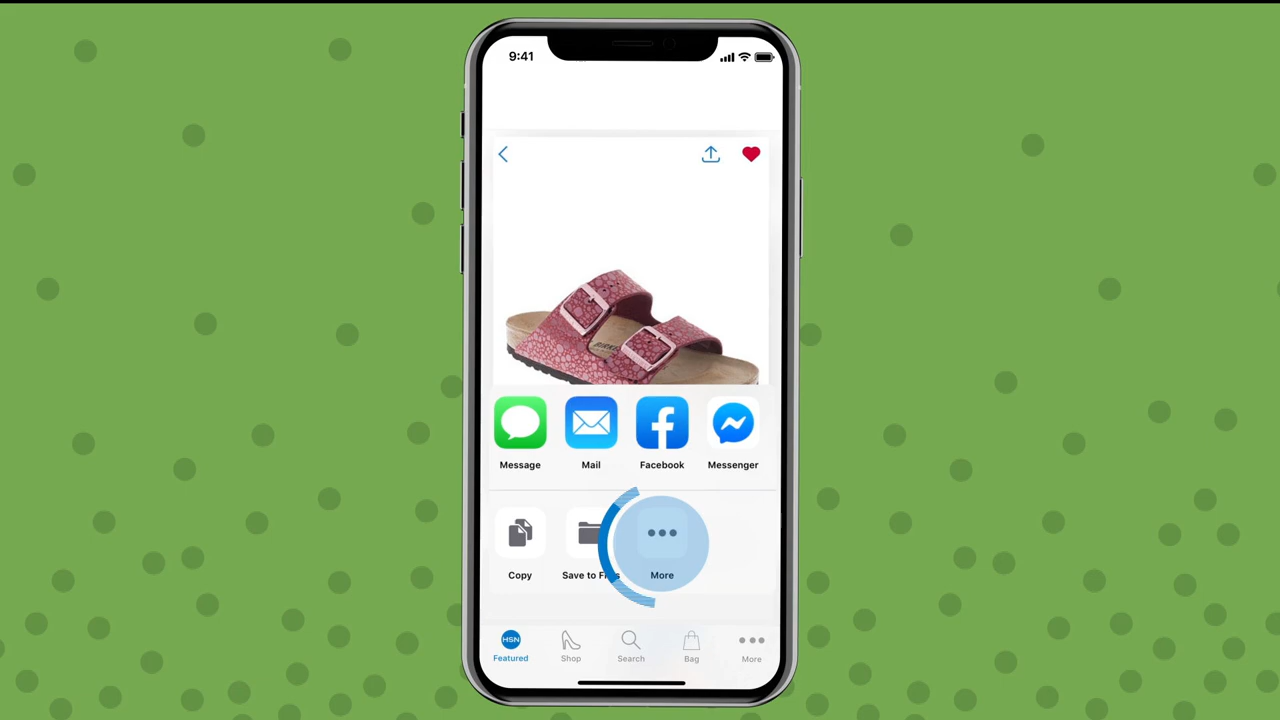 9:41
Message Mail Facebook Messenger
Copy Save to Files More
HSN
Featured Shop Search Bag More